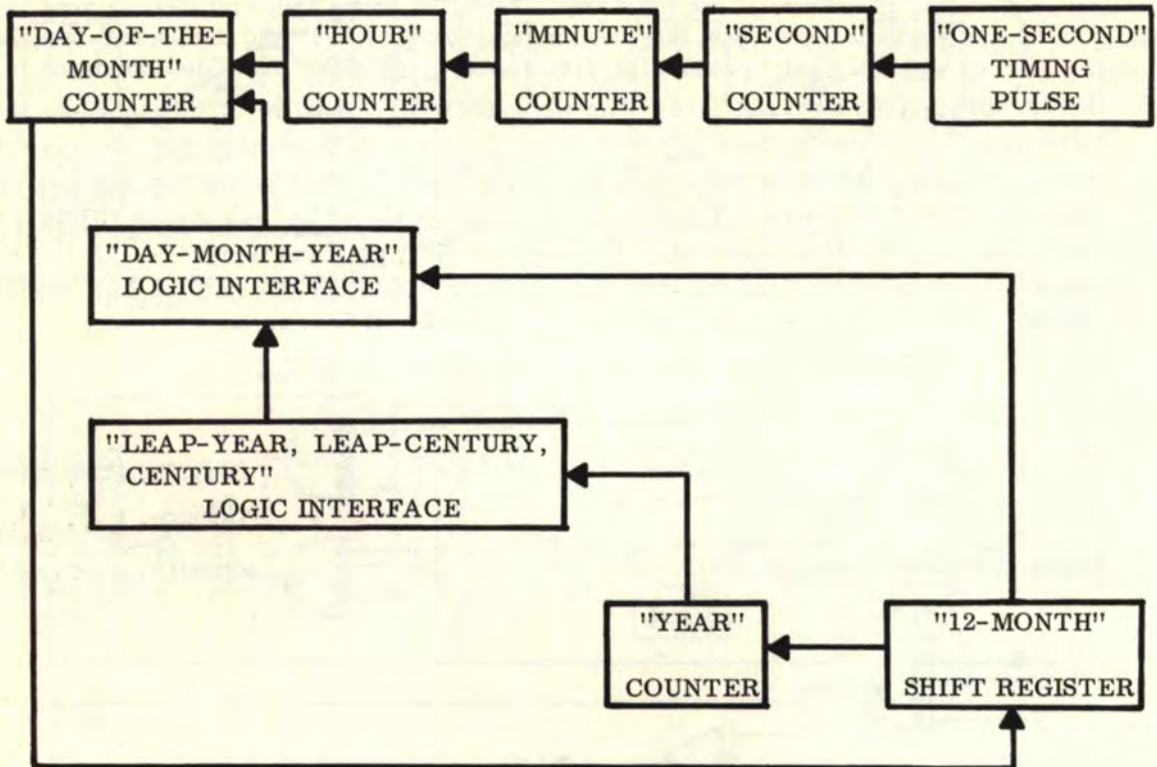 "DAY-OF-THE-
MONTH"
COUNTER
"HOUR"
COUNTER
"MINUTE"
COUNTER
"SECOND"
COUNTER
"ONE-SECOND"
TIMING
PULSE
"DAY-MONTH-YEAR"
LOGIC INTERFACE
"LEAP-YEAR, LEAP-CENTURY,
CENTURY"
LOGIC INTERFACE
"YEAR"
COUNTER
"12-MONTH"
SHIFT REGISTER